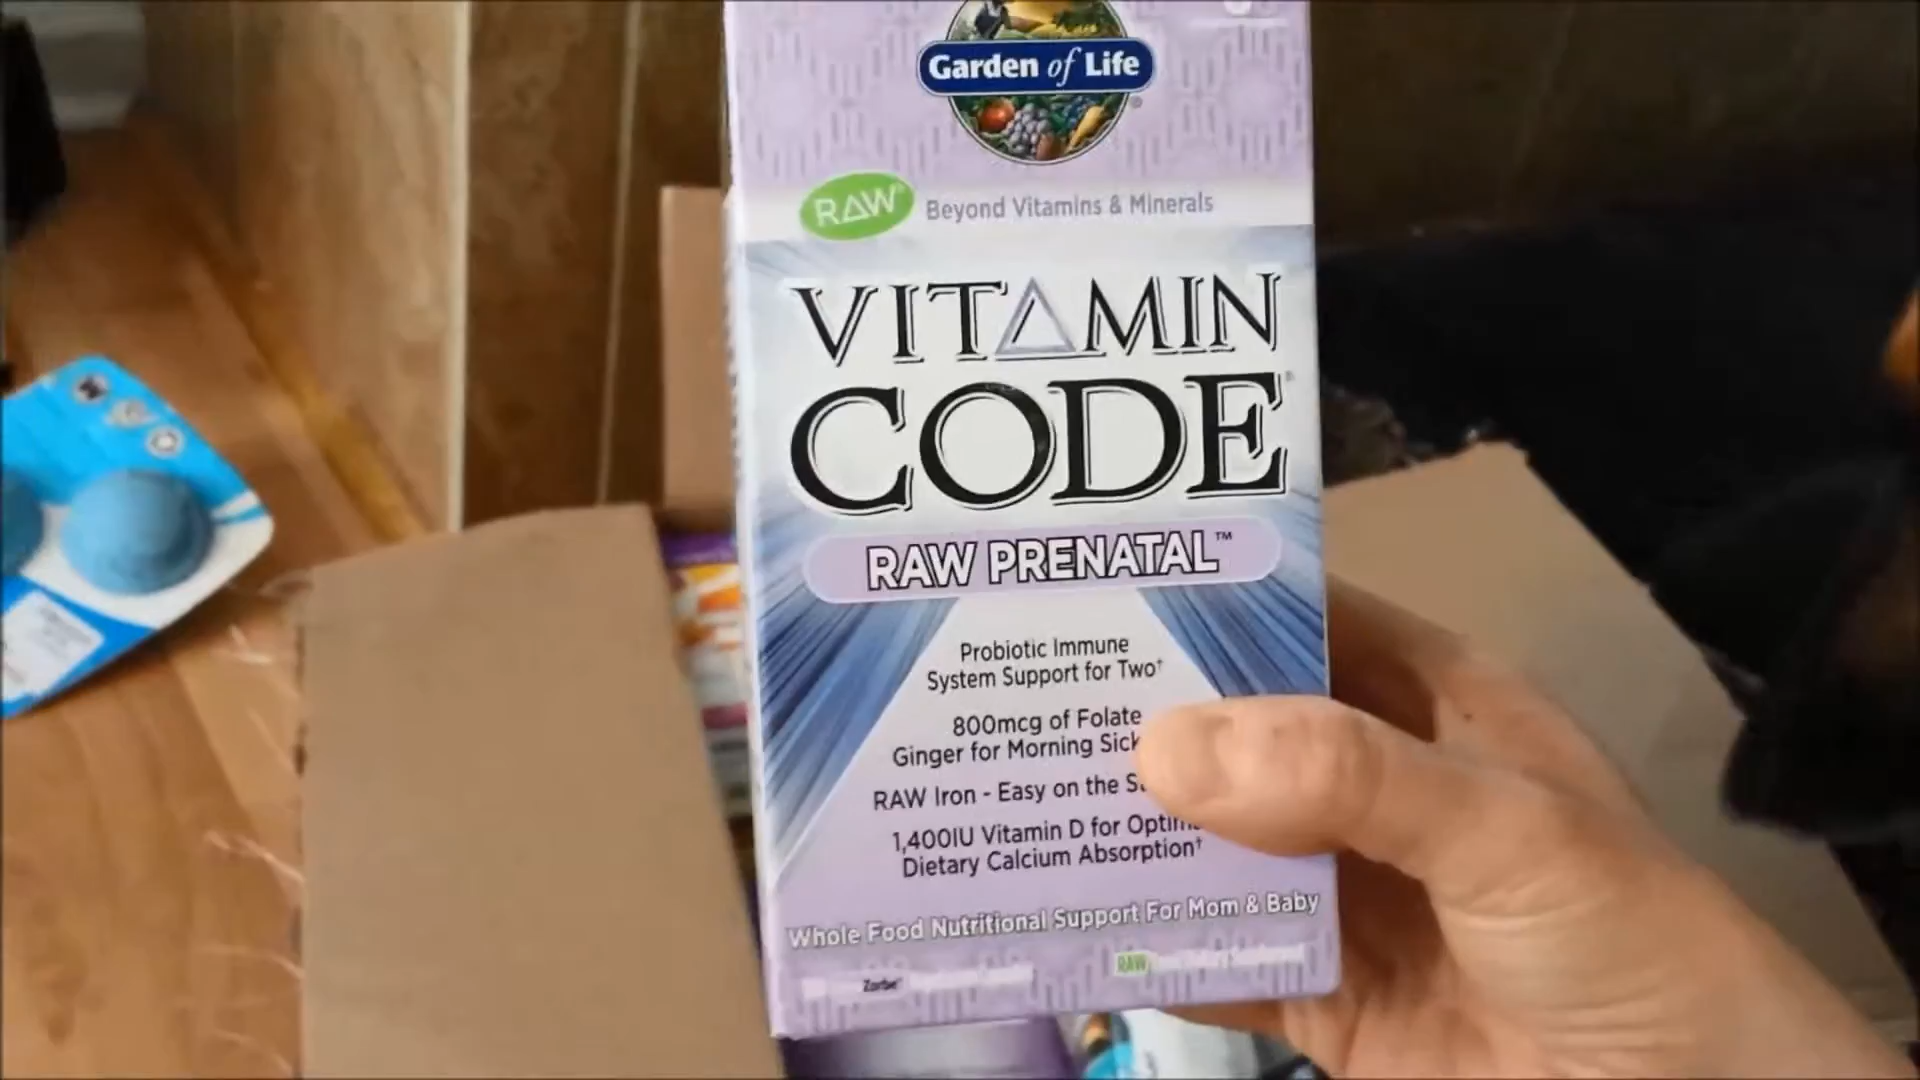 Garden of Life
RAW Beyond Vitamins & Minerals
VITAMIN
CODE
RAW PRENATAL™
Probiotic Immune
System Support for Two†
800mcg of Folate
Ginger for Morning Sick
RAW Iron - Easy on the
1,400IU Vitamin D for
Dietary Calcium Absorption†
Whole Food Nutritional Support For Mom & Baby
RAW